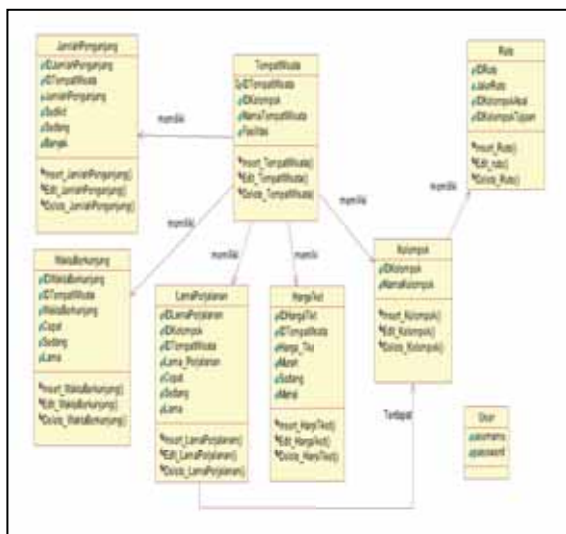 JumlahPengunjung
IDJumlahPengunjung
IDTempatWisata
JumlahPengunjung
Sedikit
Sedang
Banyak
Insert_JumlahPengunjung()
Edit_JumlahPengunjung()
Delete_JumlahPengunjung()
memiliki
TempatWisata
IDTempatWisata
IDKelompok
NamaTempatWisata
Fasilitas
Insert_TempatWisata()
Edit_TempatWisata()
Delete_TempatWisata()
Rute
IDRute
JalurRute
IDKelompokAsal
IDKelompokTujuan
Insert_Rute()
Edit_rute()
Delete_Rute()
memiliki
memiliki
memiliki
memiliki
memiliki
WaktuBerkunjung
IDWaktuBerkunjung
IDTempatWisata
WaktuBerkunjung
Cepat
Sedang
Lama
Insert_WaktuBerkunjung()
Edit_WaktuBerkunjung()
Delete_WaktuBerkunjung()
LamaPerjalanan
IDLamaPerjalanan
IDKelompok
IDTempatWisata
Lama_Perjalanan
Cepat
Sedang
Lama
Insert_LamaPerjalanan()
Edit_LamaPerjalanan()
Delete_LamaPerjalanan()
HargaTiket
IDHargaTiket
IDTempatWisata
Harga_Tiket
Murah
Sedang
Mahal
Insert_HargaTiket()
Edit_HargaTiket()
Delete_HargaTiket()
Kelompok
IDKelompok
NamaKelompok
Insert_Kelompok()
Edit_Kelompok()
Delete_Kelompok()
Terdapat
User
username
password